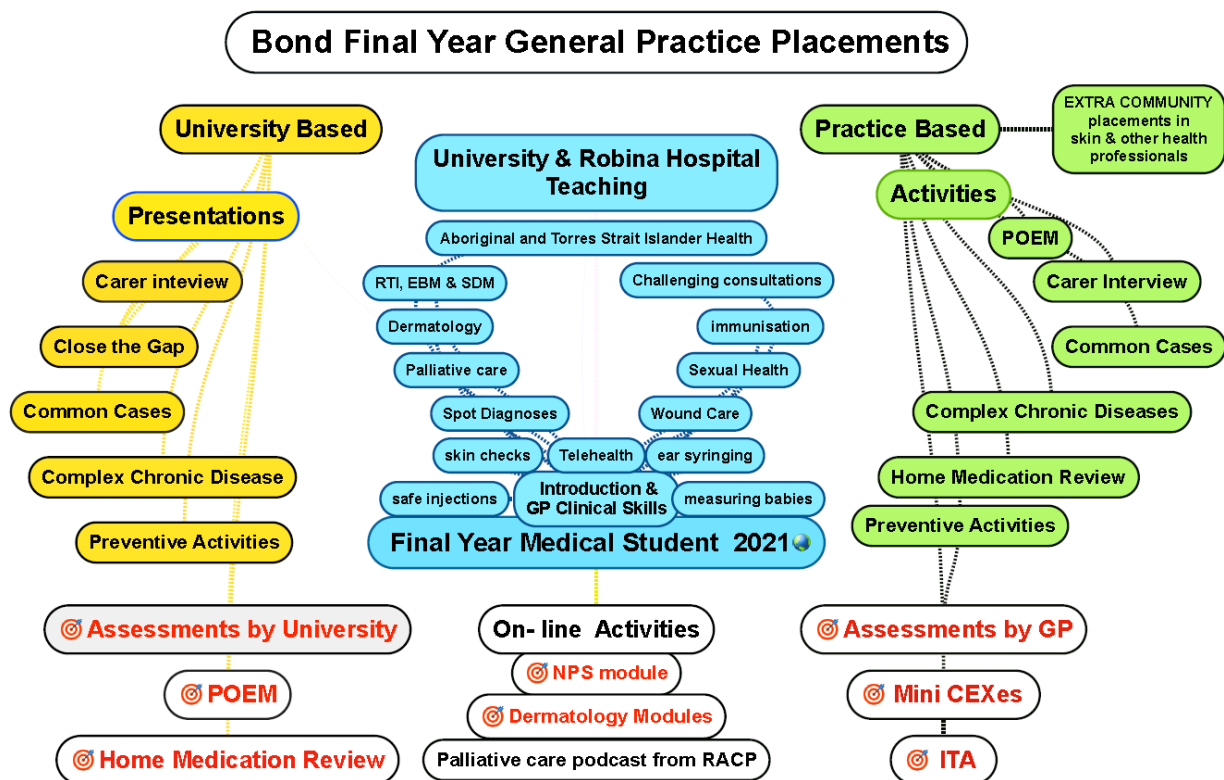 Bond Final Year General Practice Placements
University Based
Presentations
Carer inteview
Close the Gap
Common Cases
Complex Chronic Disease
Preventive Activities
Assessments by University
POEM
Home Medication Review
University & Robina Hospital
Teaching
Aboriginal and Torres Strait Islander Health
RTI, EBM & SDM
Challenging consultations
Dermatology
immunisation
Palliative care
Sexual Health
Spot Diagnoses
Wound Care
skin checks
Telehealth
ear syringing
safe injections
Introduction &
GP Clinical Skills
measuring babies
Final Year Medical Student 2021
On- line Activities
NPS module
Dermatology Modules
Palliative care podcast from RACP
Practice Based
EXTRA COMMUNITY
placements in
skin & other health
professionals
Activities
POEM
Carer Interview
Common Cases
Complex Chronic Diseases
Home Medication Review
Preventive Activities
Assessments by GP
Mini CEXes
ITA